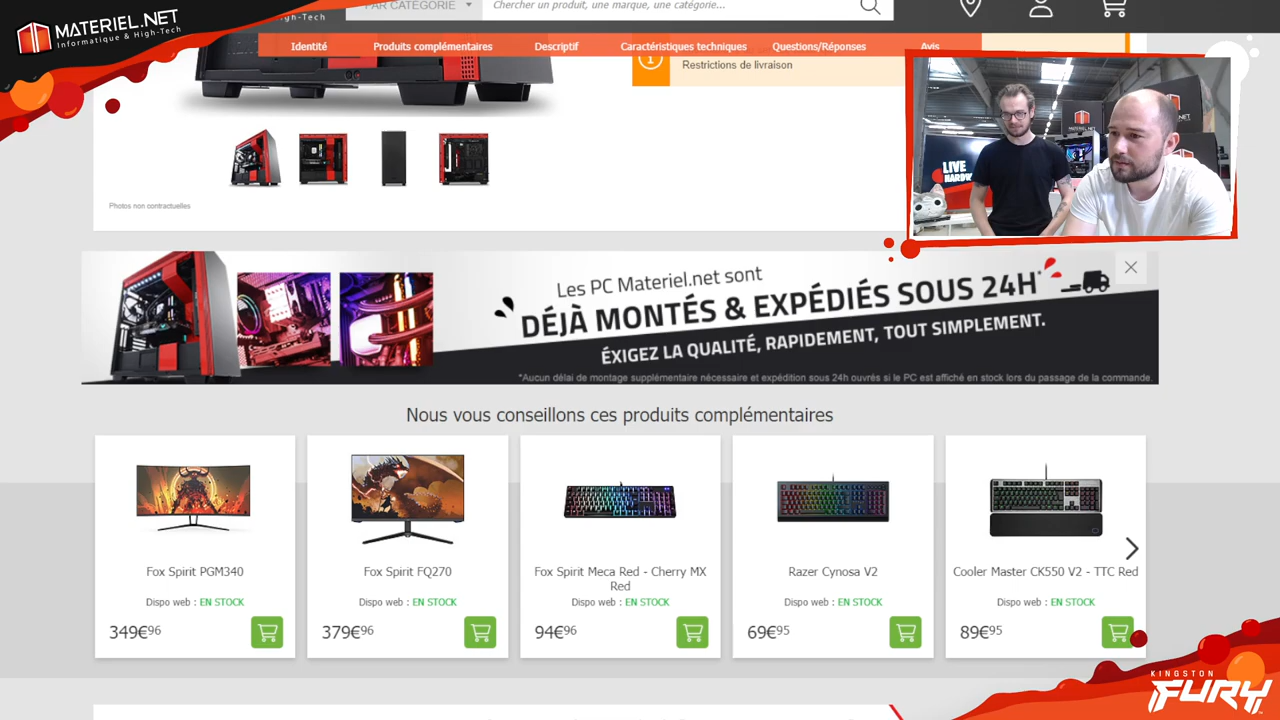 MATERIEL.NET
Informatique & High-Tech
High-Tech
PAR CATÉGORIE
Chercher un produit, une marque, une catégorie...
Identité
Produits complémentaires
Descriptif
Caractéristiques techniques
Questions/Réponses
Avis
Restrictions de livraison
MATERIEL.NET
LIVE
Photos non contractuelles
Les PC Materiel.net sont
DÉJÀ MONTÉS & EXPÉDIÉS SOUS 24H*
ÉXIGEZ LA QUALITÉ, RAPIDEMENT, TOUT SIMPLEMENT.
*Aucun délai de montage supplémentaire nécessaire et expédition sous 24h ouvrés si le PC est affiché en stock lors du passage de la commande.
Nous vous conseillons ces produits complémentaires
Fox Spirit PGM340
Dispo web : EN STOCK
349€96
Fox Spirit FQ270
Dispo web : EN STOCK
379€96
Fox Spirit Meca Red - Cherry MX
Red
Dispo web : EN STOCK
94€96
Razer Cynosa V2
Dispo web : EN STOCK
69€95
Cooler Master CK550 V2 - TTC Red
Dispo web : EN STOCK
89€95
KINGSTON
FURY